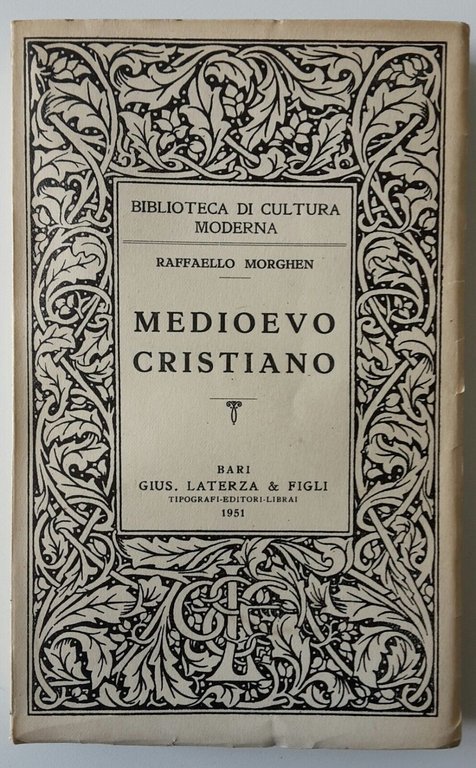 BIBLIOTECA DI CULTURA
MODERNA
RAFFAELLO MORGHEN
MEDIOEVO
CRISTIANO
BARI
GIUS. LATERZA & FIGLI
TIPOGRAFI-EDITORI-LIBRAI
1951